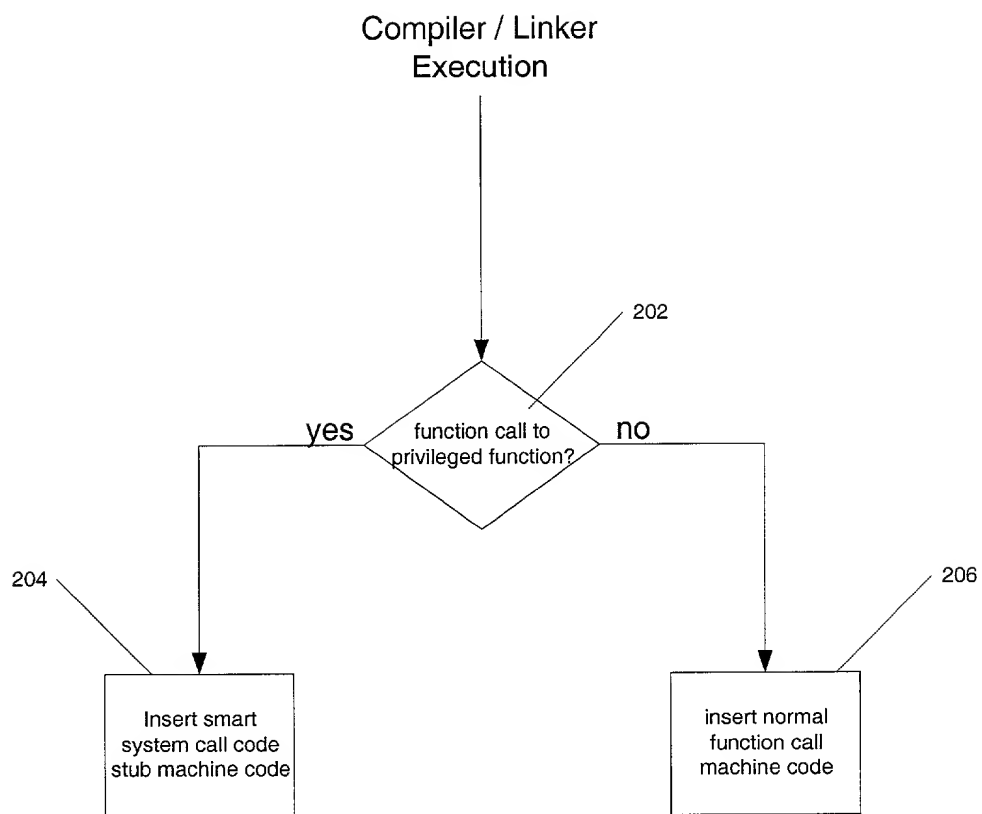 Compiler / Linker
Execution
202
yes
function call to
privileged function?
no
204
206
Insert smart
system call code
stub machine code
insert normal
function call
machine code